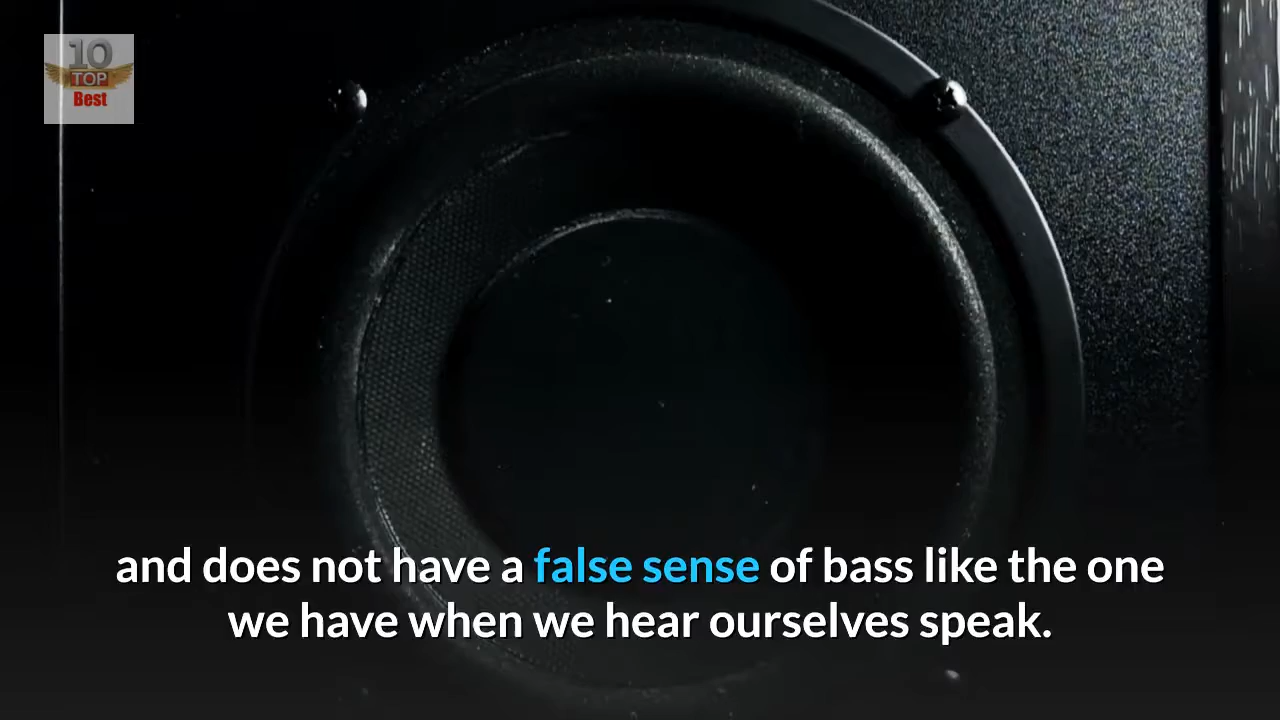 10
TOP
Best
and does not have a false sense of bass like the one
we have when we hear ourselves speak.